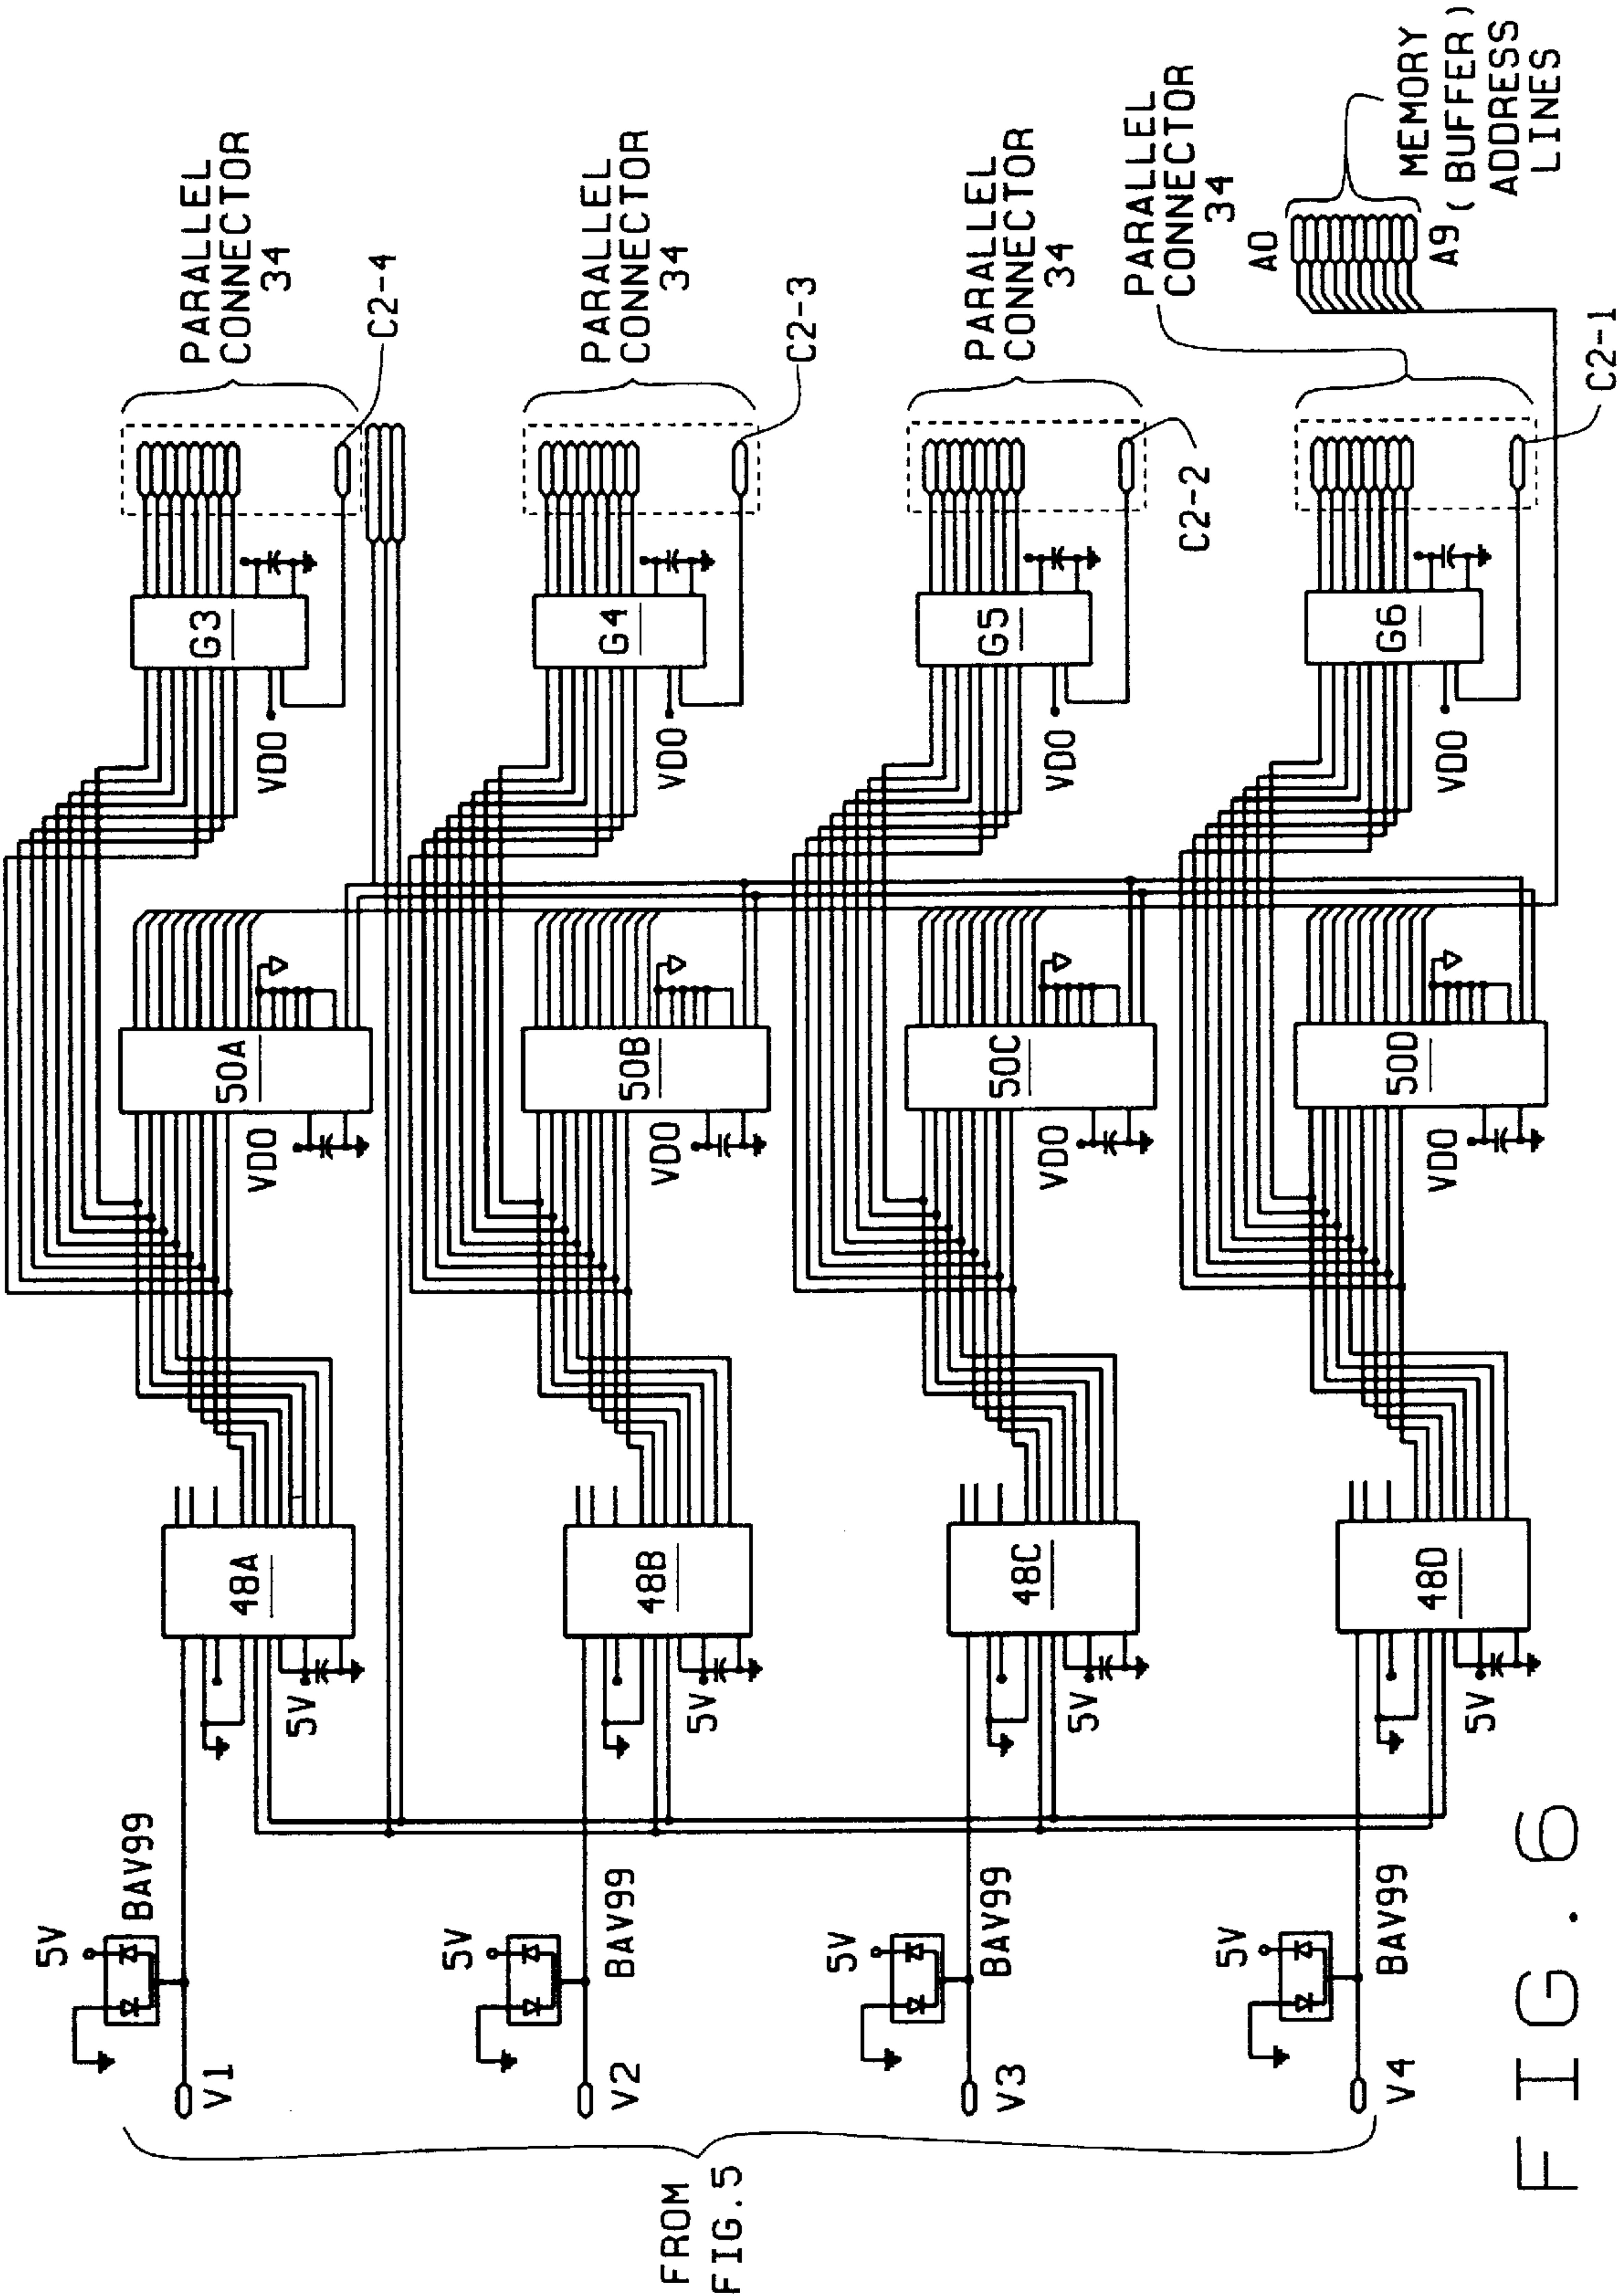 FROM
FIG.5
V1
5V
BAV99
48A
5V
50A
VDO
G3
VDO
PARALLEL
CONNECTOR
34
C2-4
V2
5V
BAV99
48B
5V
50B
VDO
G4
VDO
PARALLEL
CONNECTOR
34
C2-3
V3
5V
BAV99
48C
5V
50C
VDO
G5
VDO
PARALLEL
CONNECTOR
34
C2-2
V4
5V
BAV99
48D
5V
50D
VDO
G6
VDO
PARALLEL
CONNECTOR
34
C2-1
A0
A9
MEMORY
(BUFFER)
ADDRESS
LINES
FIG.6